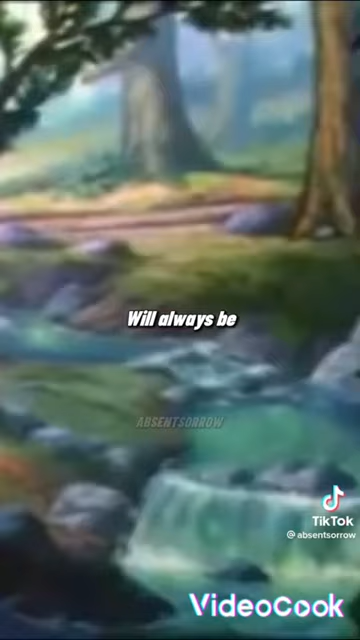 Will always be
ABSENTSORROW
TikTok
@absentsorrow
VideoCook